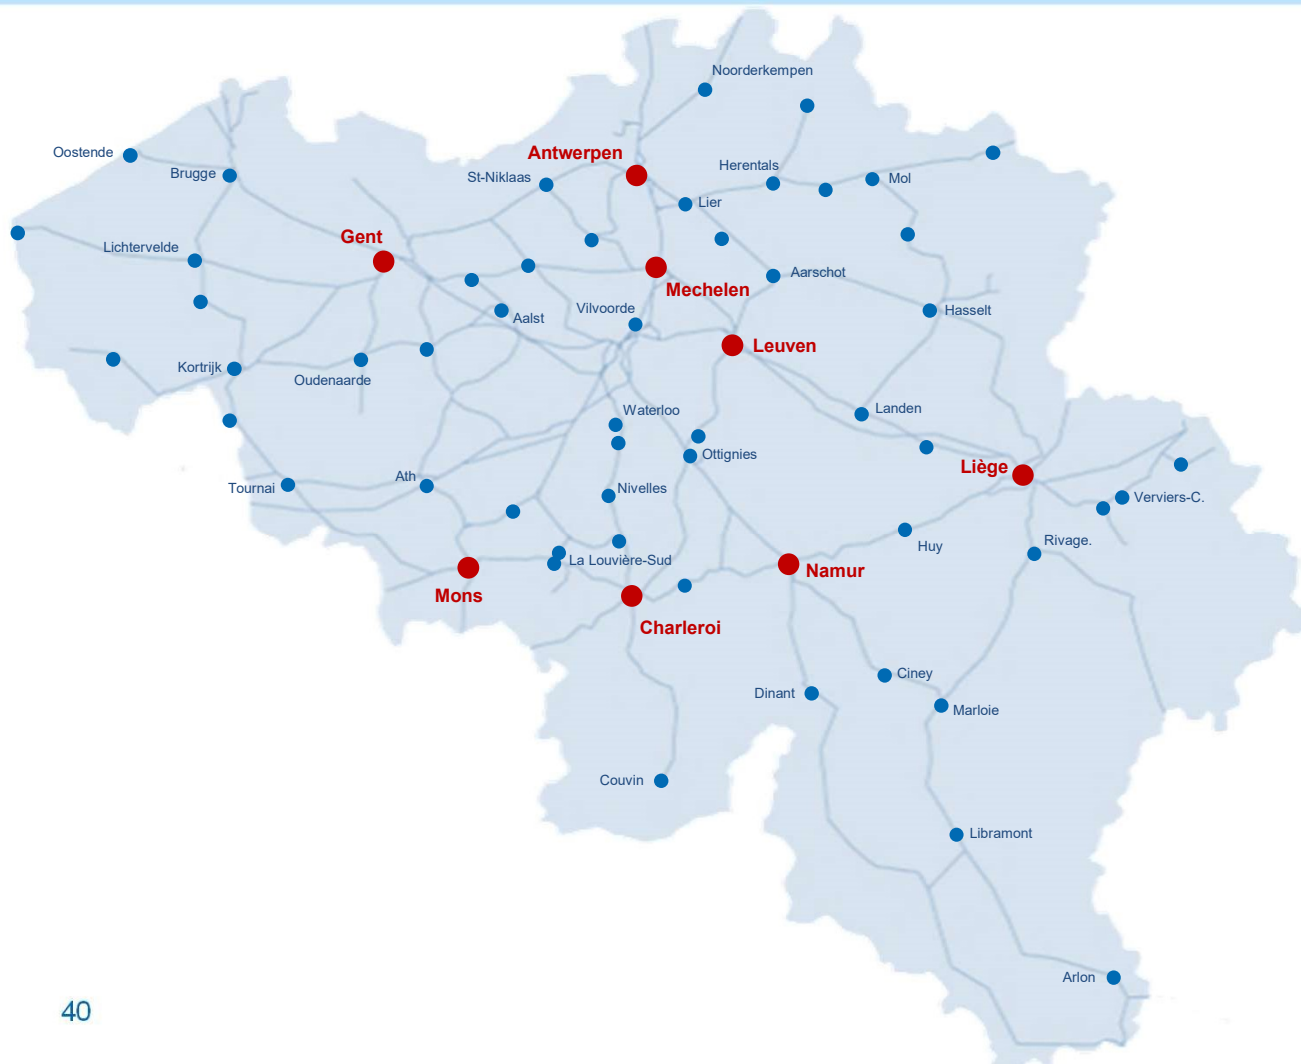 Noorderkempen
Oostende
Antwerpen
Herentals
Brugge
St-Niklaas
Mol
Lier
Gent
Lichtervelde
Aarschot
Mechelen
Vilvoorde
Hasselt
Aalst
Leuven
Kortrijk
Oudenaarde
Waterloo
Landen
Ottignies
Liège
Ath
Tournai
Nivelles
Verviers-C.
Rivage.
Huy
La Louvière-Sud
Namur
Mons
Charleroi
Ciney
Dinant
Marloie
Couvin
Libramont
Arlon
40